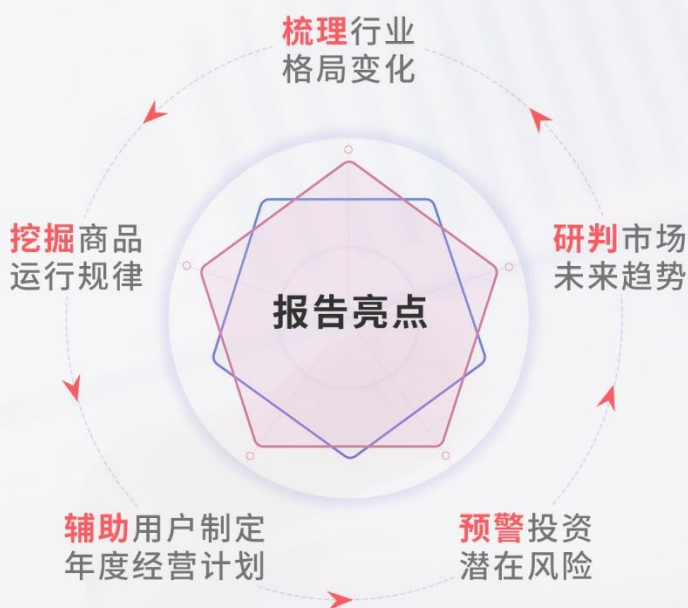 梳理行业
格局变化
挖掘商品
运行规律
研判市场
未来趋势
报告亮点
辅助用户制定
年度经营计划
预警投资
潜在风险